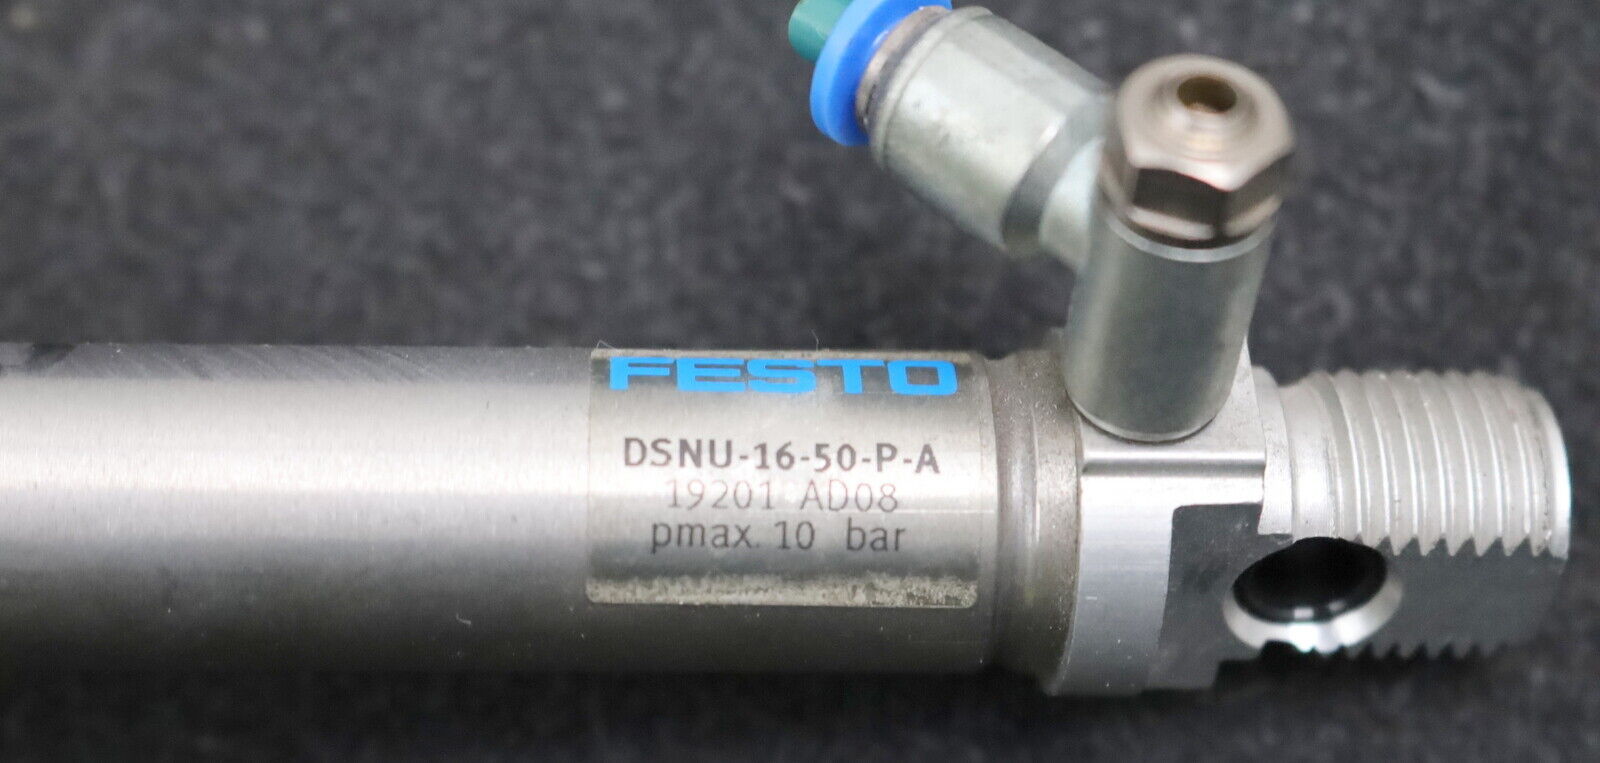 FESTO
DSNU-16-50-P-A
19201 AD08
pmax. 10 bar